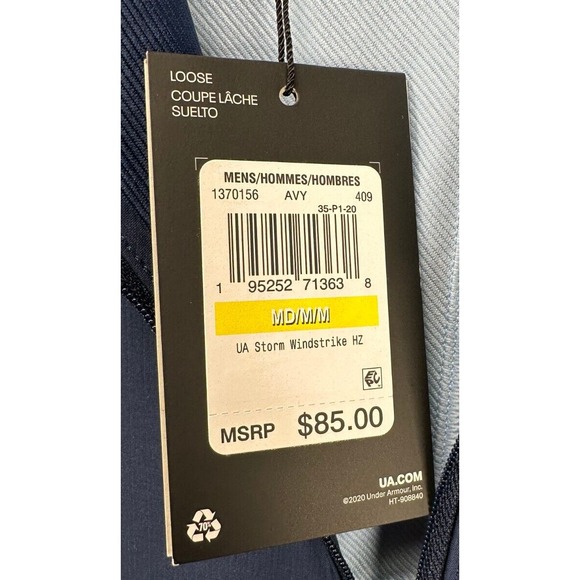 LOOSE
COUPE LÂCHE
SUELTO
MENS/HOMMES/HOMBRES
1370156 AVY 409
35-P1-20
1 95252 71363 8
MD/M/M
UA Storm Windstrike HZ
MSRP $85.00
UA.COM
©2020 Under Armour, Inc.
HT-908840
70%